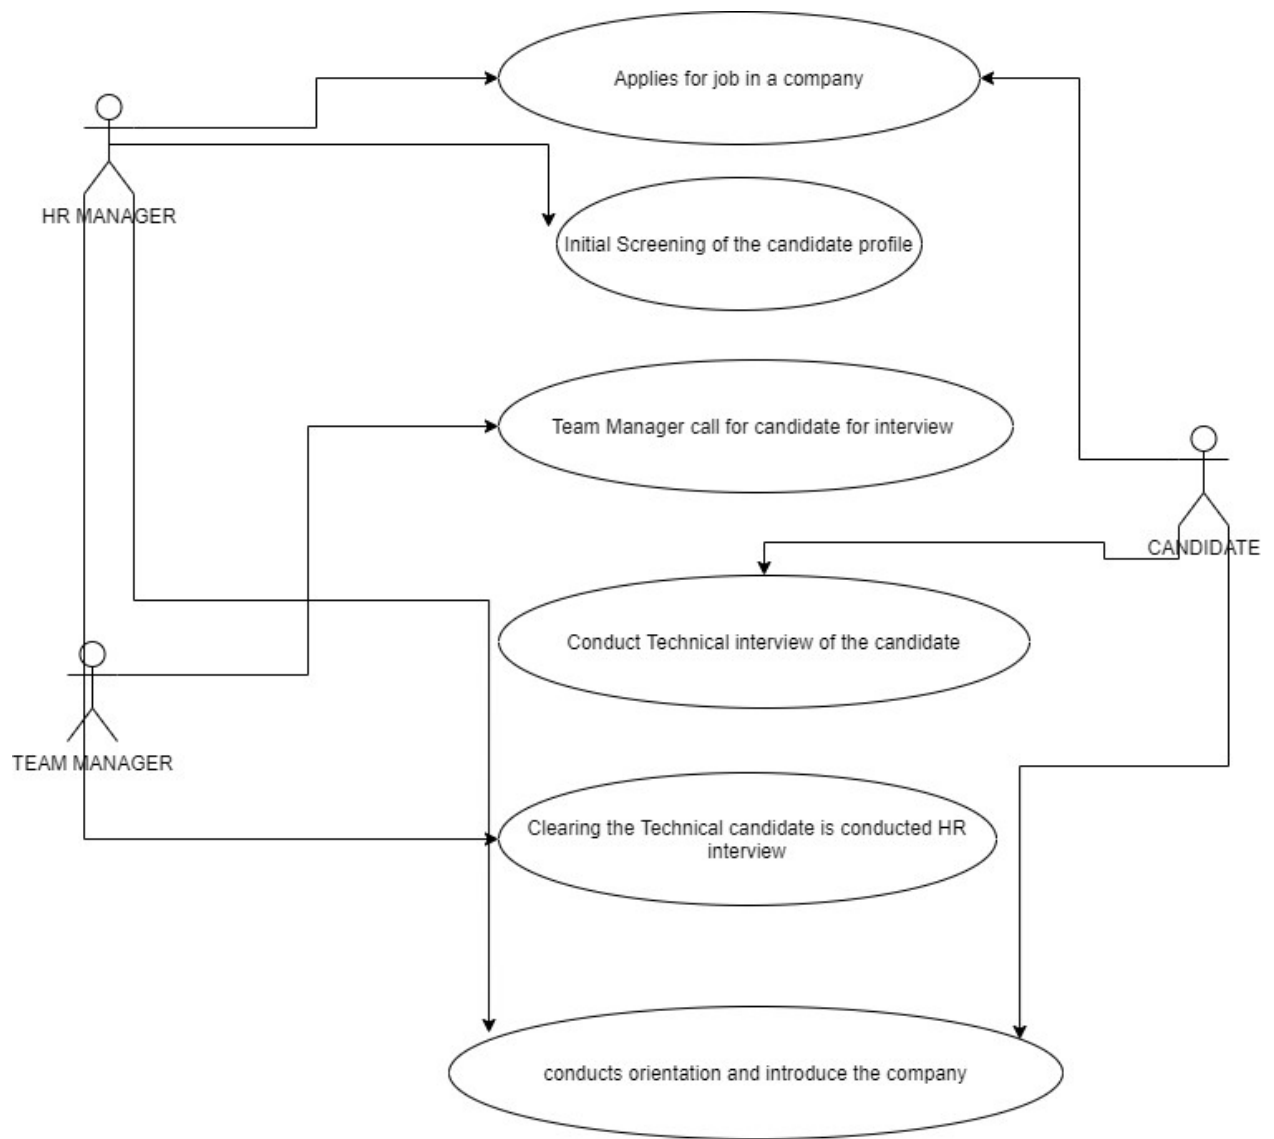 Applies for job in a company
HR MANAGER
Initial Screening of the candidate profile
Team Manager call for candidate for interview
CANDIDATE
Conduct Technical interview of the candidate
TEAM MANAGER
Clearing the Technical candidate is conducted HR
interview
conducts orientation and introduce the company